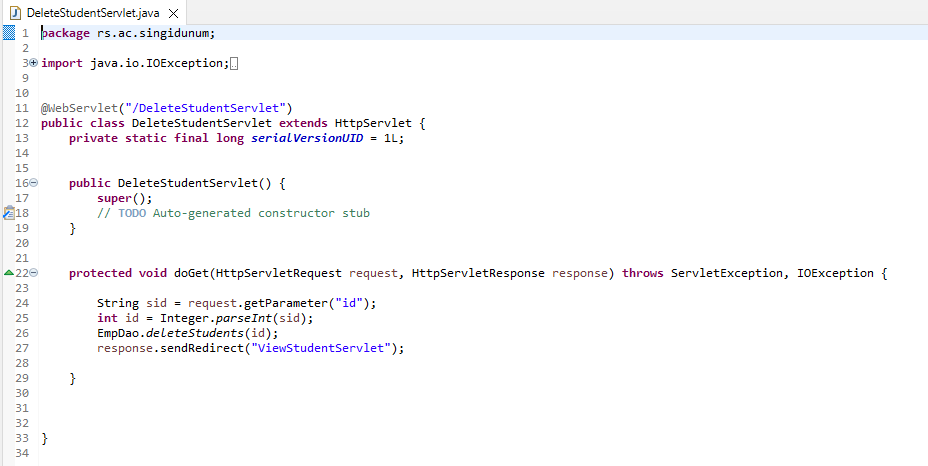 DeleteStudentServlet.java
1 package rs.ac.singidunum;
2
3 import java.io.IOException;
9
10
11 @WebServlet("/DeleteStudentServlet")
12 public class DeleteStudentServlet extends HttpServlet {
13     private static final long serialVersionUID = 1L;
14
15
16     public DeleteStudentServlet() {
17         super();
18         // TODO Auto-generated constructor stub
19     }
20
21
22     protected void doGet(HttpServletRequest request, HttpServletResponse response) throws ServletException, IOException {
23
24         String sid = request.getParameter("id");
25         int id = Integer.parseInt(sid);
26         EmpDao.deleteStudents(id);
27         response.sendRedirect("ViewStudentServlet");
28
29     }
30
31
32
33 }
34